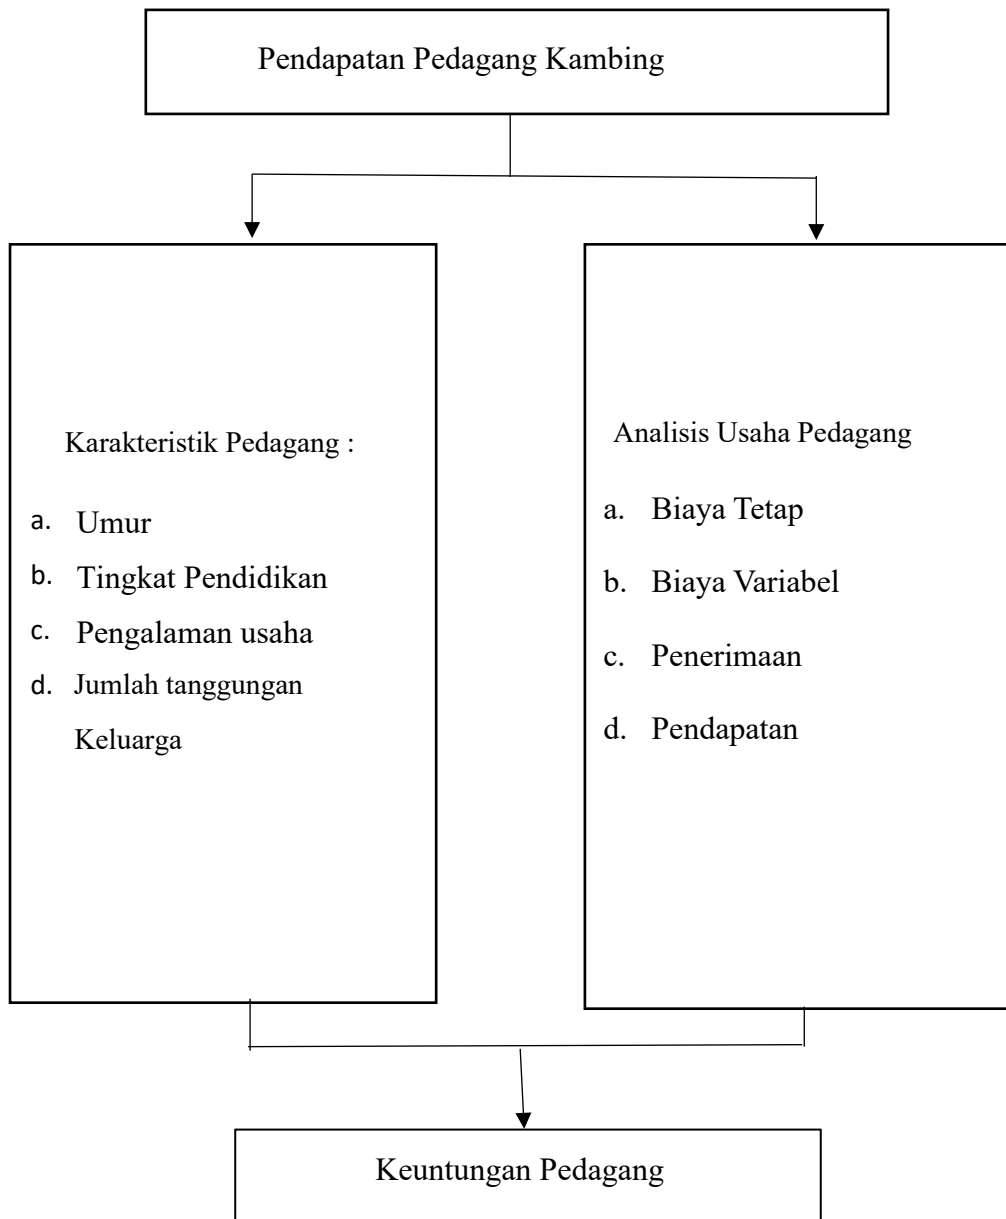 Pendapatan Pedagang Kambing
Karakteristik Pedagang :
a. Umur
b. Tingkat Pendidikan
c. Pengalaman usaha
d. Jumlah tanggungan
Keluarga
Analisis Usaha Pedagang
a. Biaya Tetap
b. Biaya Variabel
c. Penerimaan
d. Pendapatan
Keuntungan Pedagang